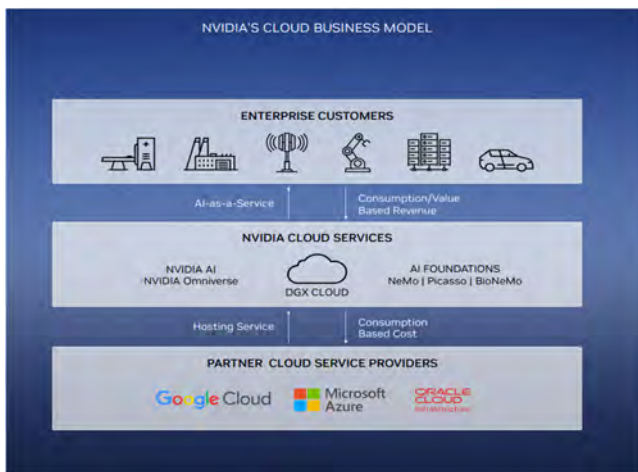 NVIDIA'S CLOUD BUSINESS MODEL
ENTERPRISE CUSTOMERS
AI-as-a-Service
Consumption/Value
Based Revenue
NVIDIA CLOUD SERVICES
NVIDIA AI
NVIDIA Omniverse
DGX CLOUD
AI FOUNDATIONS
NeMo | Picasso | BioNeMo
Hosting Service
Consumption
Based Cost
PARTNER CLOUD SERVICE PROVIDERS
Google Cloud
Microsoft
Azure
ORACLE
CLOUD
Infrastructure